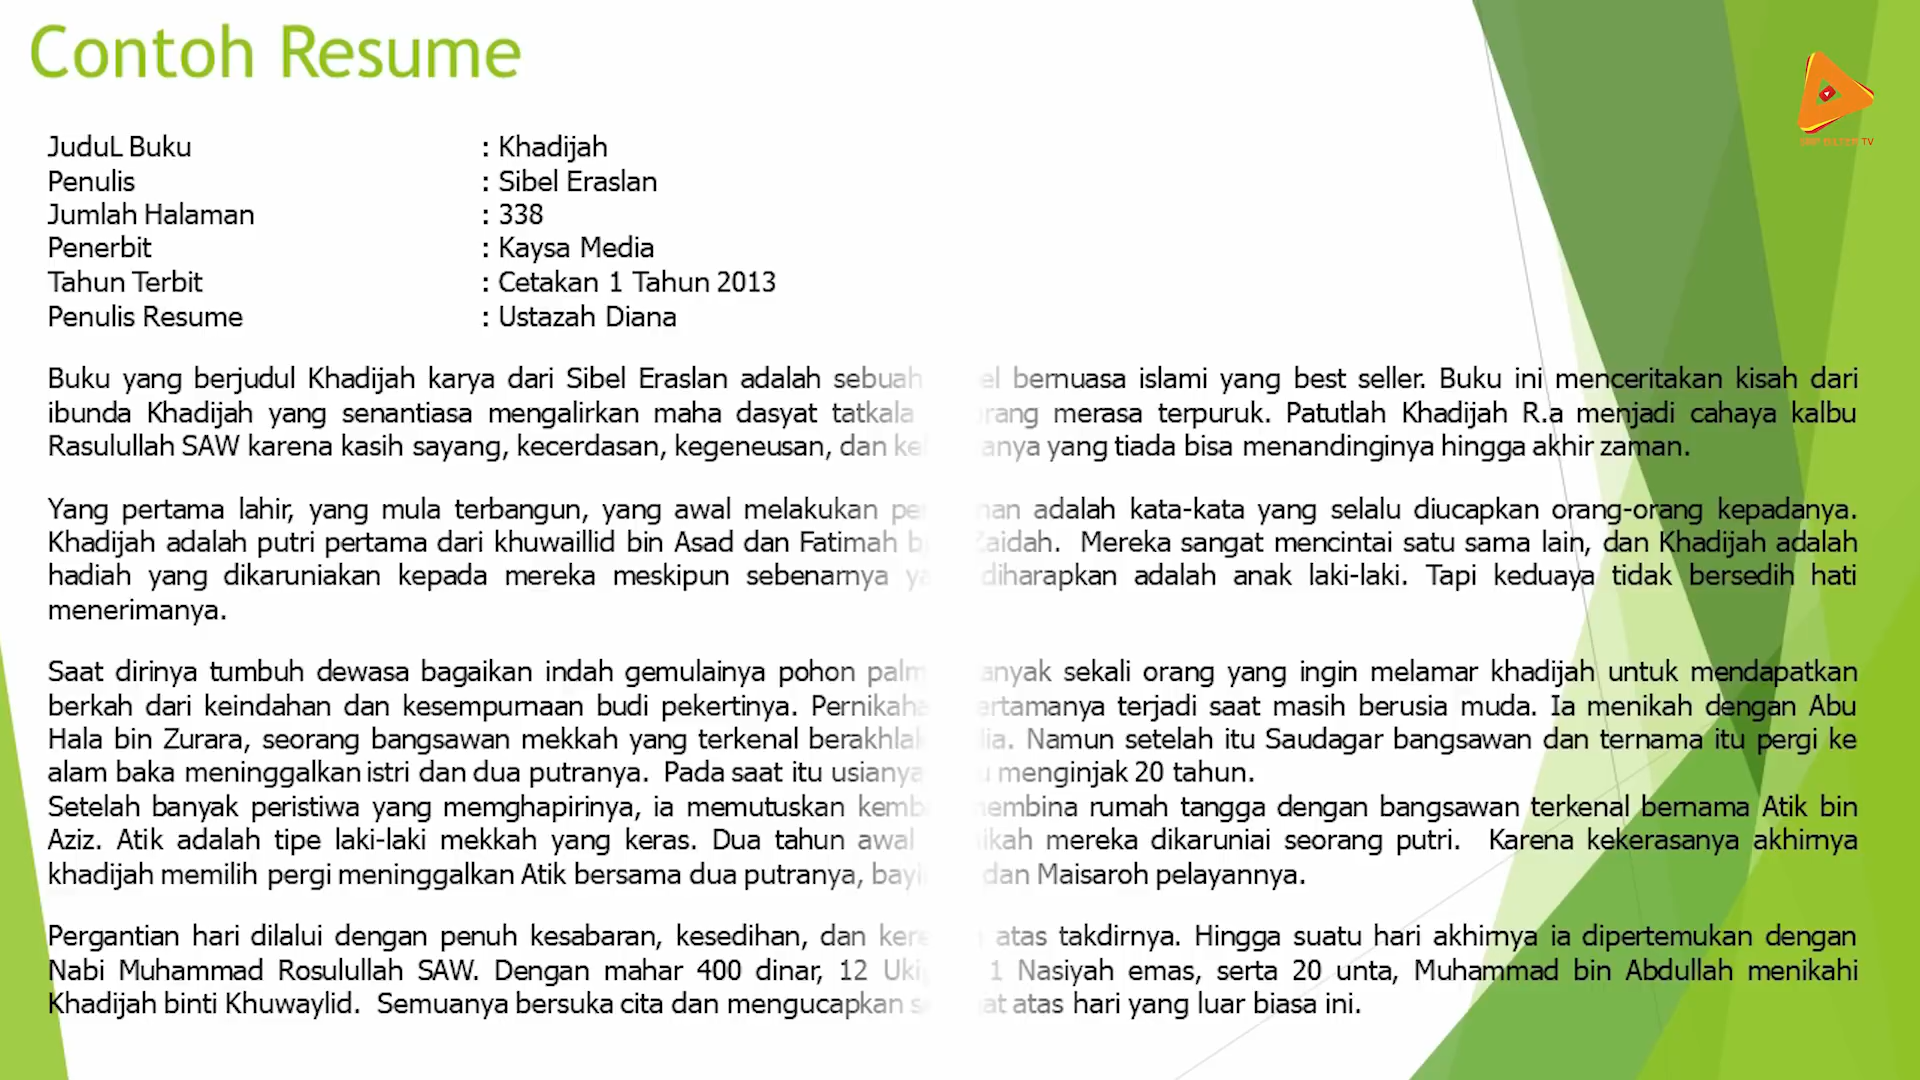 Contoh Resume
JuduL Buku : Khadijah
Penulis : Sibel Eraslan
Jumlah Halaman : 338
Penerbit : Kaysa Media
Tahun Terbit : Cetakan 1 Tahun 2013
Penulis Resume : Ustazah Diana
Buku yang berjudul Khadijah karya dari Sibel Eraslan adalah sebuah bernuasa islami yang best seller. Buku ini menceritakan kisah dari
ibunda Khadijah yang senantiasa mengalirkan maha dasyat tatkala merasa terpuruk. Patutlah Khadijah R.a menjadi cahaya kalbu
Rasulullah SAW karena kasih sayang, kecerdasan, kegeneusan, dan yang tiada bisa menandinginya hingga akhir zaman.
Yang pertama lahir, yang mula terbangun, yang awal melakukan adalah kata-kata yang selalu diucapkan orang-orang kepadanya.
Khadijah adalah putri pertama dari khuwaillid bin Asad dan Fatimah Zaidah. Mereka sangat mencintai satu sama lain, dan Khadijah adalah
hadiah yang dikaruniakan kepada mereka meskipun sebenarnya diharapkan adalah anak laki-laki. Tapi keduaya tidak bersedih hati
menerimanya.
Saat dirinya tumbuh dewasa bagaikan indah gemulainya pohon sekali orang yang ingin melamar khadijah untuk mendapatkan
berkah dari keindahan dan kesempurnaan budi pekertinya. terjadi saat masih berusia muda. Ia menikah dengan Abu
Hala bin Zurara, seorang bangsawan mekkah yang terkenal Namun setelah itu Saudagar bangsawan dan ternama itu pergi ke
alam baka meninggalkan istri dan dua putranya. Pada saat itu usianya menginjak 20 tahun.
Setelah banyak peristiwa yang memghapirinya, ia memutuskan membina rumah tangga dengan bangsawan terkenal bernama Atik bin
Aziz. Atik adalah tipe laki-laki mekkah yang keras. Dua tahun awal mereka dikaruniai seorang putri. Karena kekerasanya akhirnya
khadijah memilih pergi meninggalkan Atik bersama dua putranya, dan Maisaroh pelayannya.
Pergantian hari dilalui dengan penuh kesabaran, kesedihan, dan atas takdirnya. Hingga suatu hari akhirnya ia dipertemukan dengan
Nabi Muhammad Rosulullah SAW. Dengan mahar 400 dinar, 12 1 Nasiyah emas, serta 20 unta, Muhammad bin Abdullah menikahi
Khadijah binti Khuwaylid. Semuanya bersuka cita dan mengucapkan atas hari yang luar biasa ini.
TV